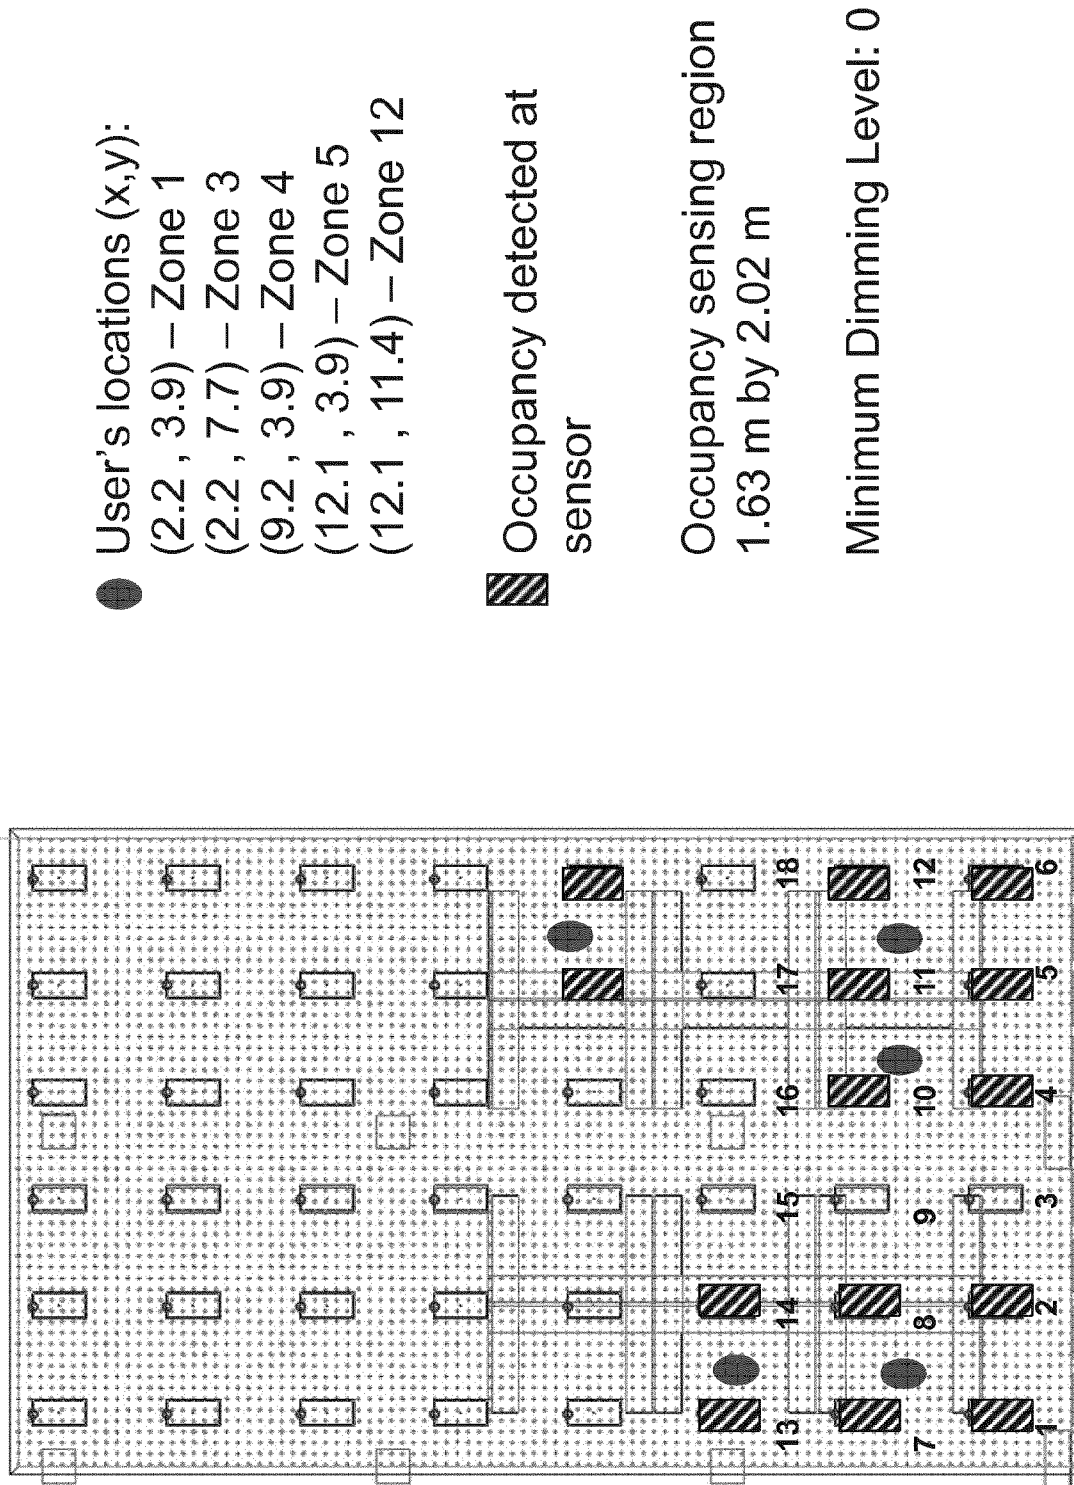 User's locations (x,y):
(2.2 , 3.9) – Zone 1
(2.2 , 7.7) – Zone 3
(9.2 , 3.9) – Zone 4
(12.1 , 3.9) – Zone 5
(12.1 , 11.4) – Zone 12
Occupancy detected at
sensor
Occupancy sensing region
1.63 m by 2.02 m
Minimum Dimming Level: 0
13 14 15 16 17 18
7 8 9 10 11 12
1 2 3 4 5 6